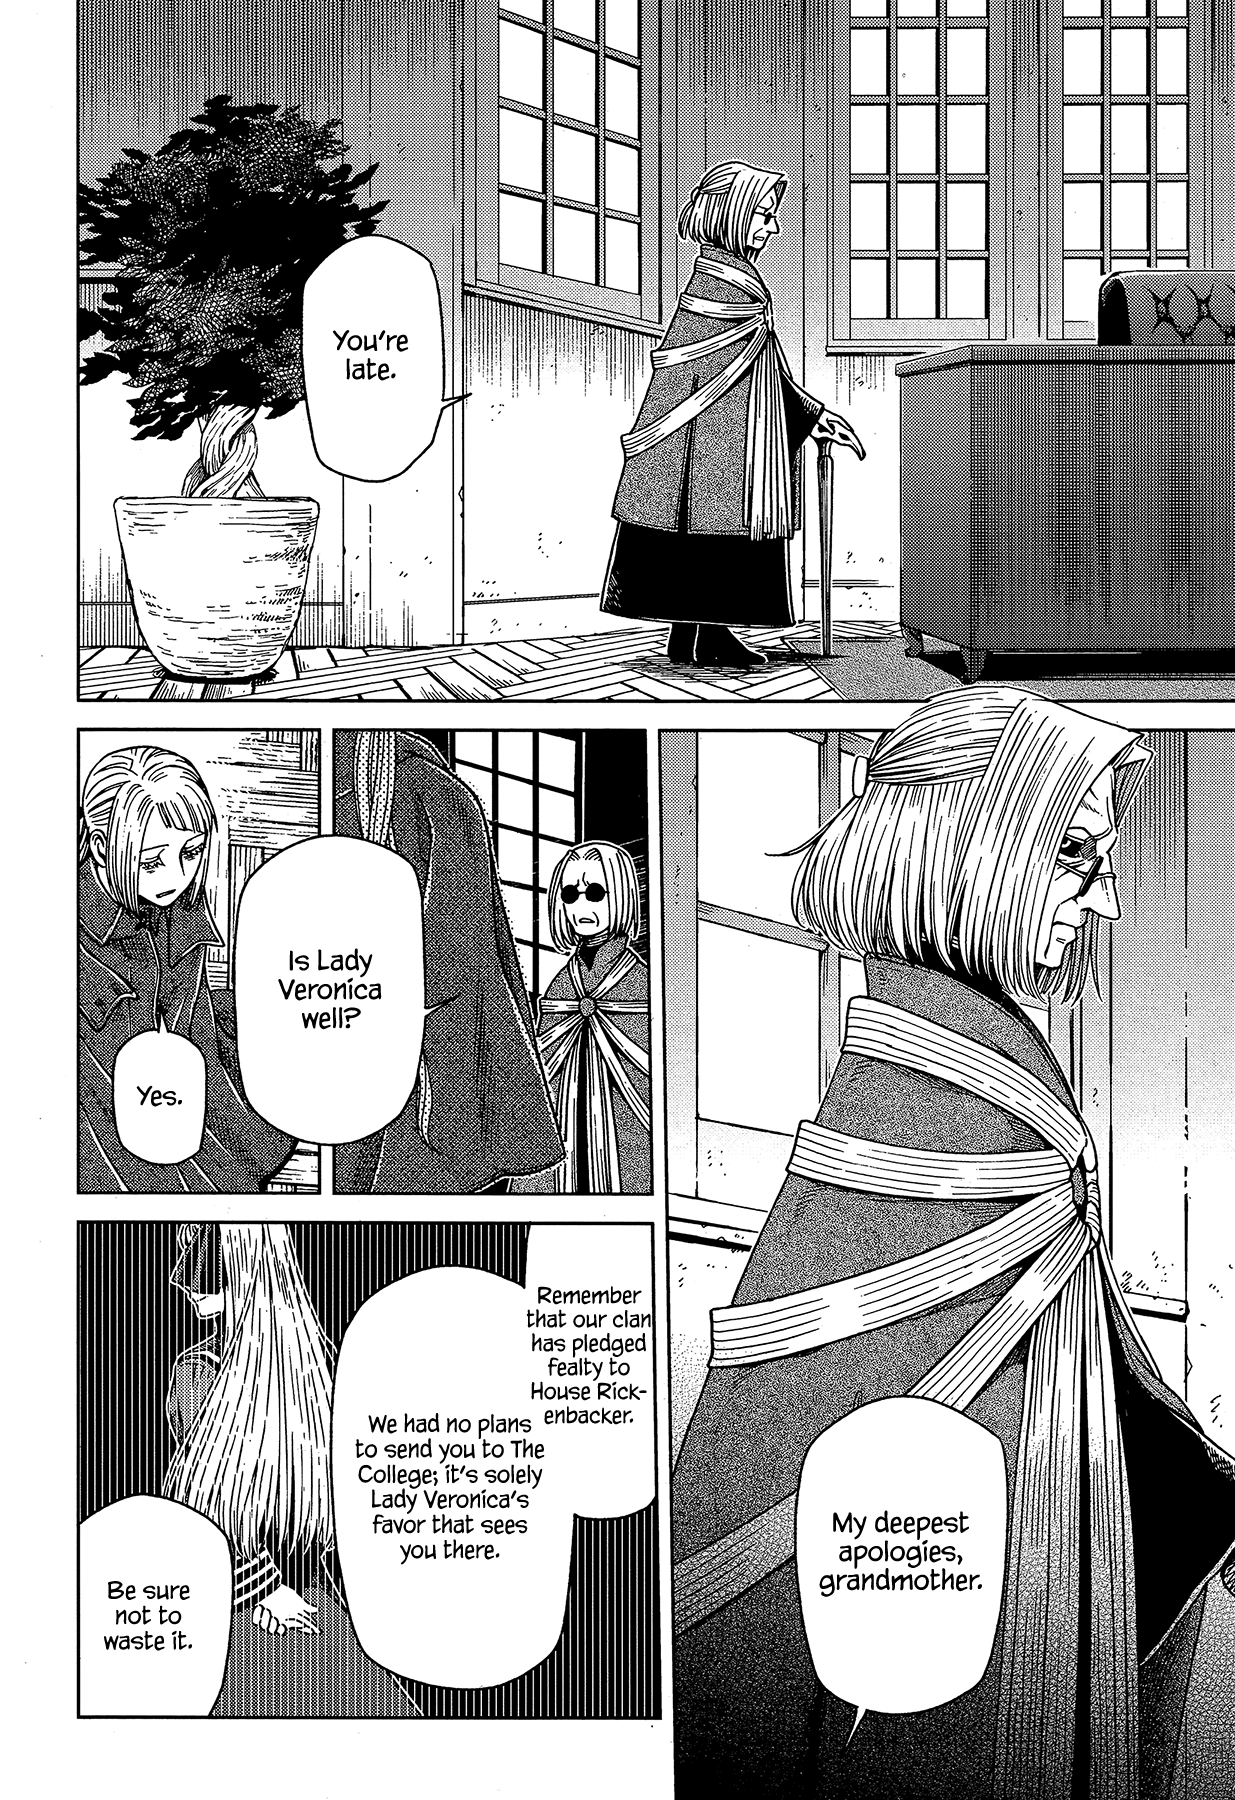 You're
late.
My deepest
apologies,
grandmother.
Is Lady
Veronica
well?
Yes.
Remember
that our clan
has pledged
fealty to
House Rick-
enbacker.
We had no plans
to send you to The
College; it's solely
Lady Veronica's
favor that sees
you there.
Be sure
not to
waste it.